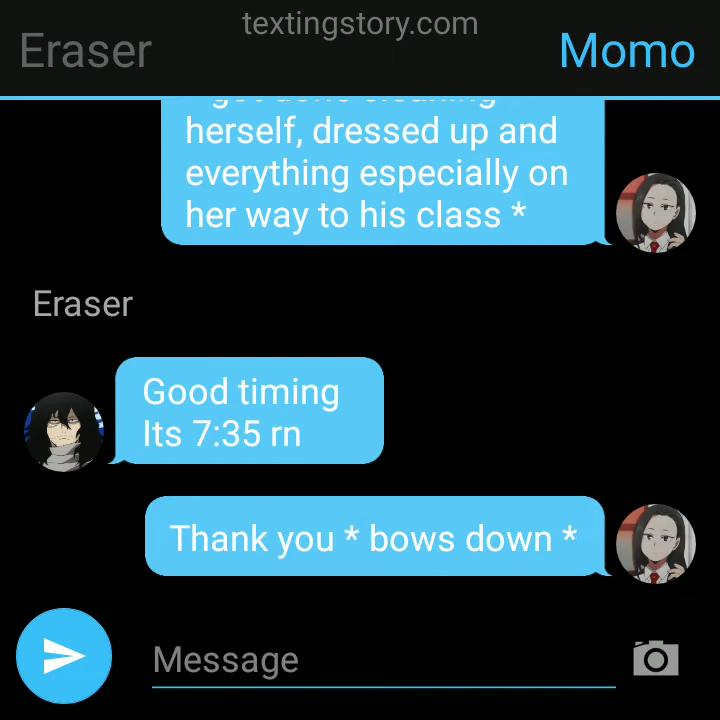 textingstory.com
Eraser
Momo
herself, dressed up and
everything especially on
her way to his class *
Eraser
Good timing
Its 7:35 rn
Thank you * bows down *
Message